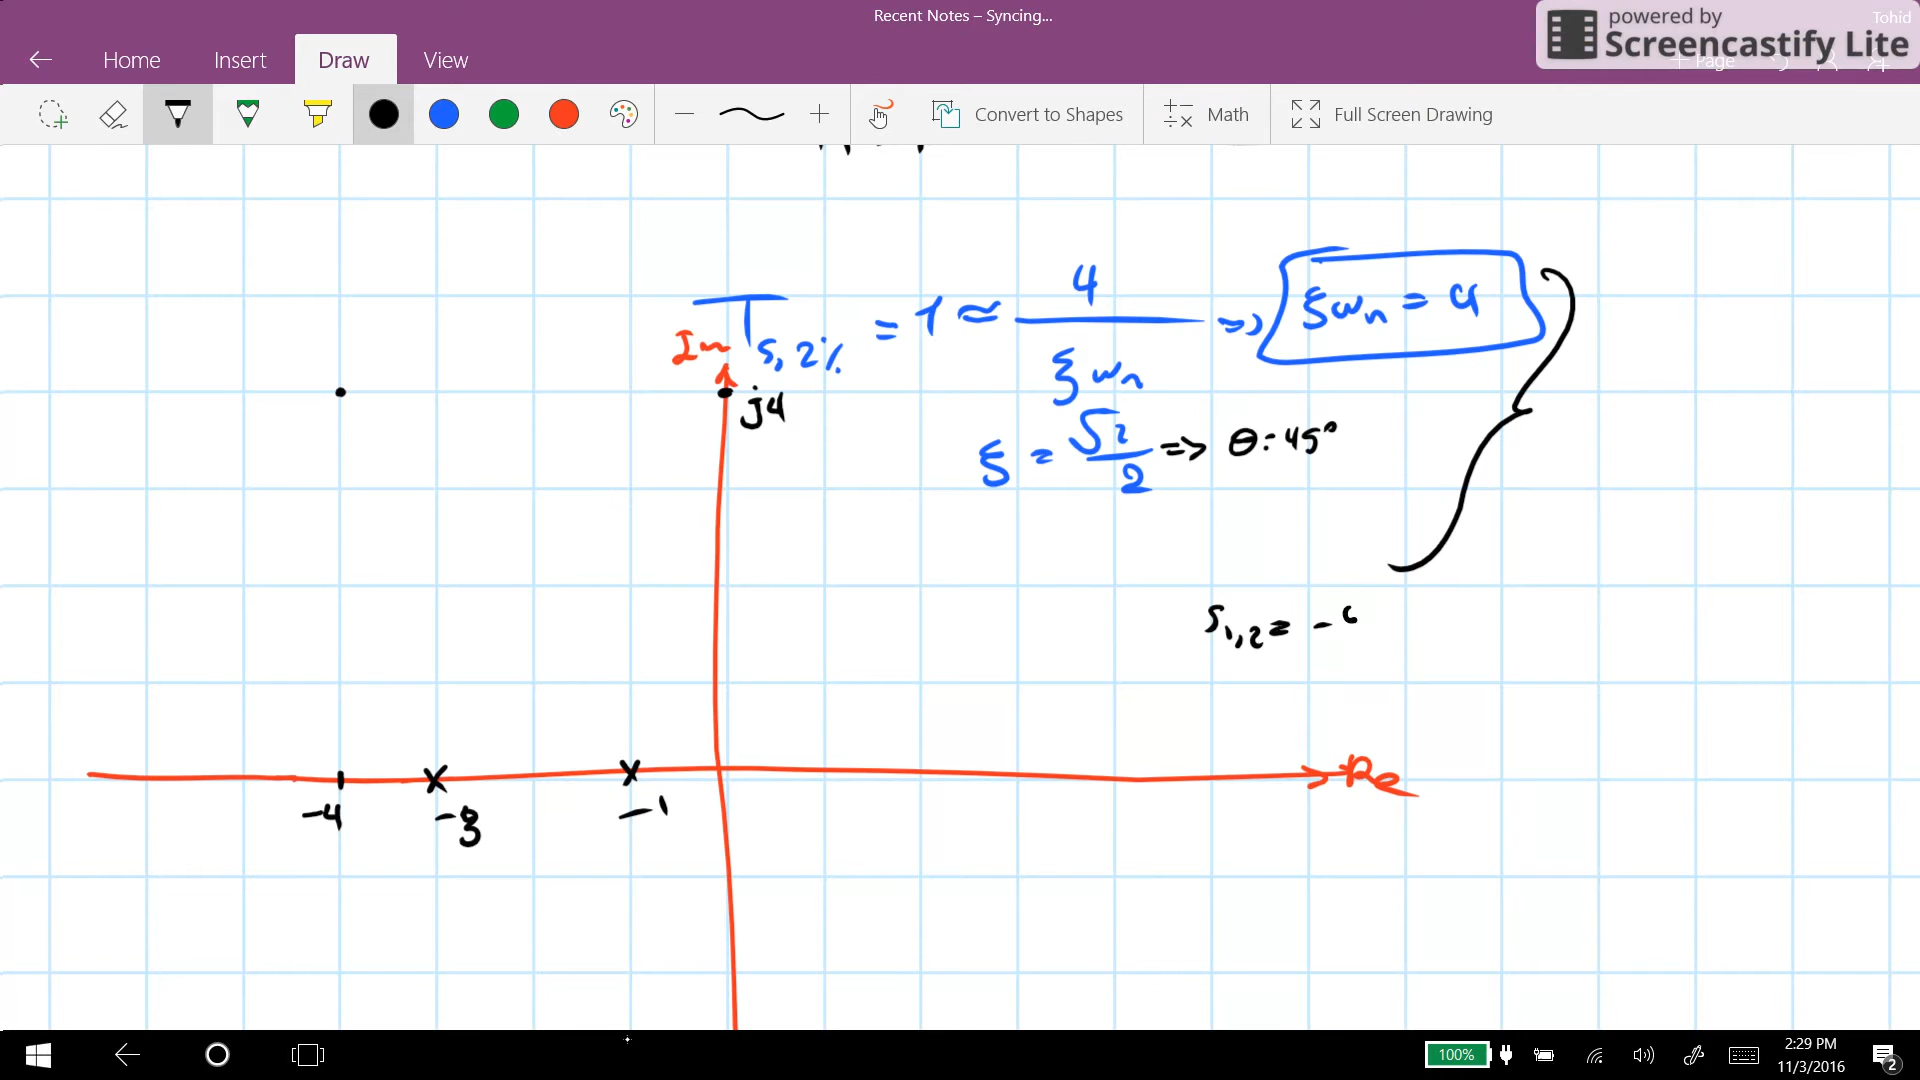 Recent Notes – Syncing...
Tohid
powered by
Screencastify Lite
Home Insert Draw View
+ Page
Convert to Shapes Math Full Screen Drawing
T_{s, 2%} = 1 ≈ 4 / ξωn => ξωn = 4
Im
j4
ξ = √2 / 2 => θ = 45°
S1,2 = -
Re
-4 -3 -1
100%
2:29 PM
11/3/2016
2